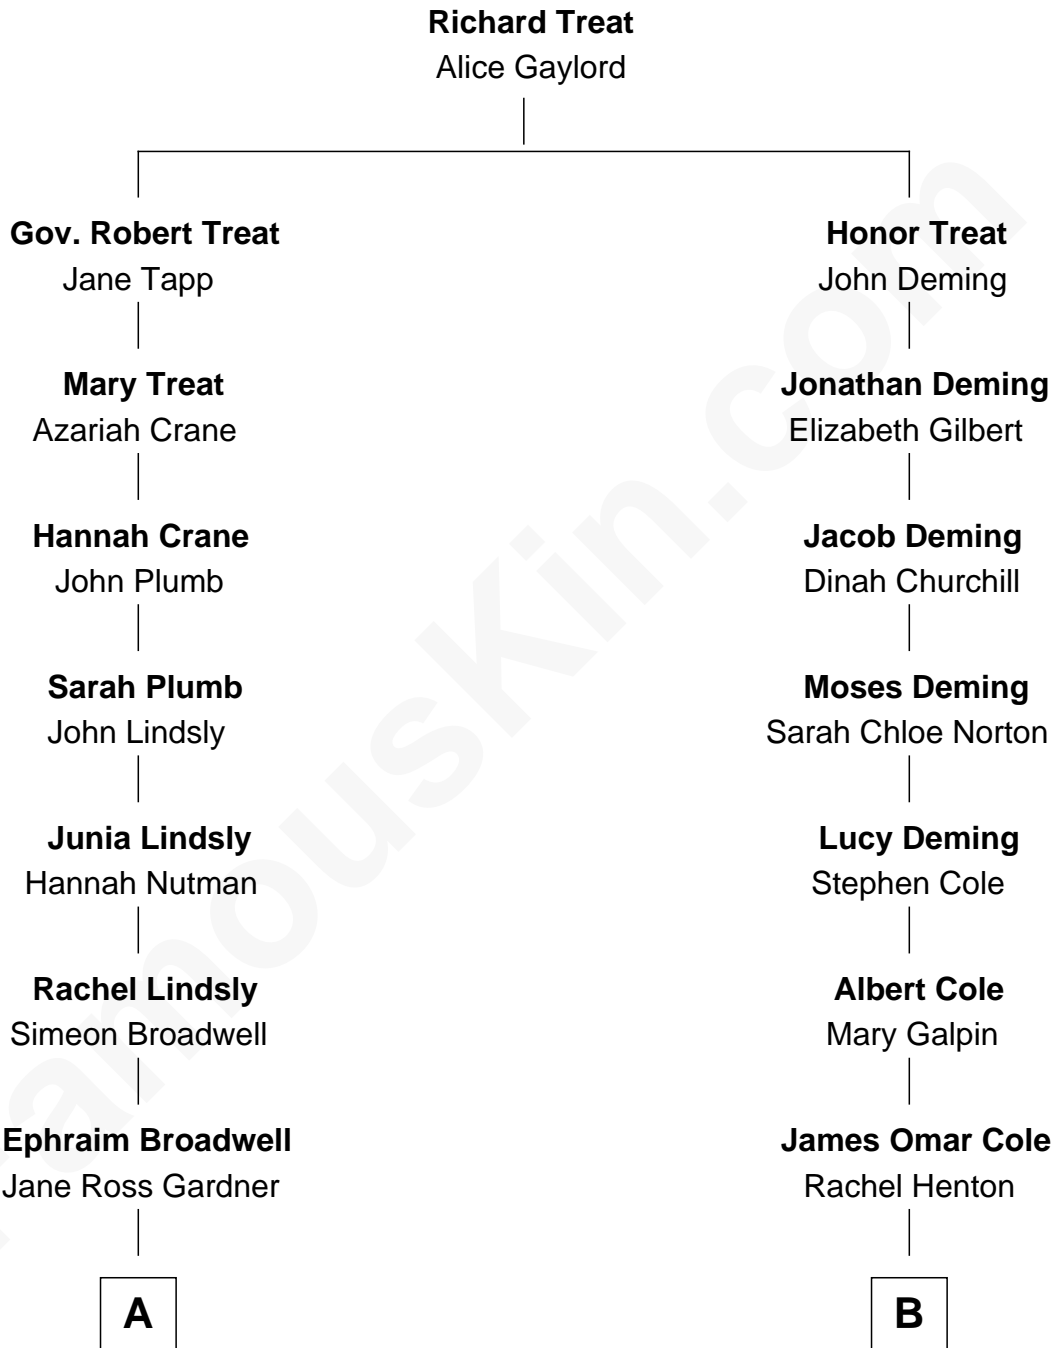 Richard Treat
Alice Gaylord
Gov. Robert Treat
Jane Tapp
Mary Treat
Azariah Crane
Hannah Crane
John Plumb
Sarah Plumb
John Lindsly
Junia Lindsly
Hannah Nutman
Rachel Lindsly
Simeon Broadwell
Ephraim Broadwell
Jane Ross Gardner
A
Honor Treat
John Deming
Jonathan Deming
Elizabeth Gilbert
Jacob Deming
Dinah Churchill
Moses Deming
Sarah Chloe Norton
Lucy Deming
Stephen Cole
Albert Cole
Mary Galpin
James Omar Cole
Rachel Henton
B
FamousKin.com